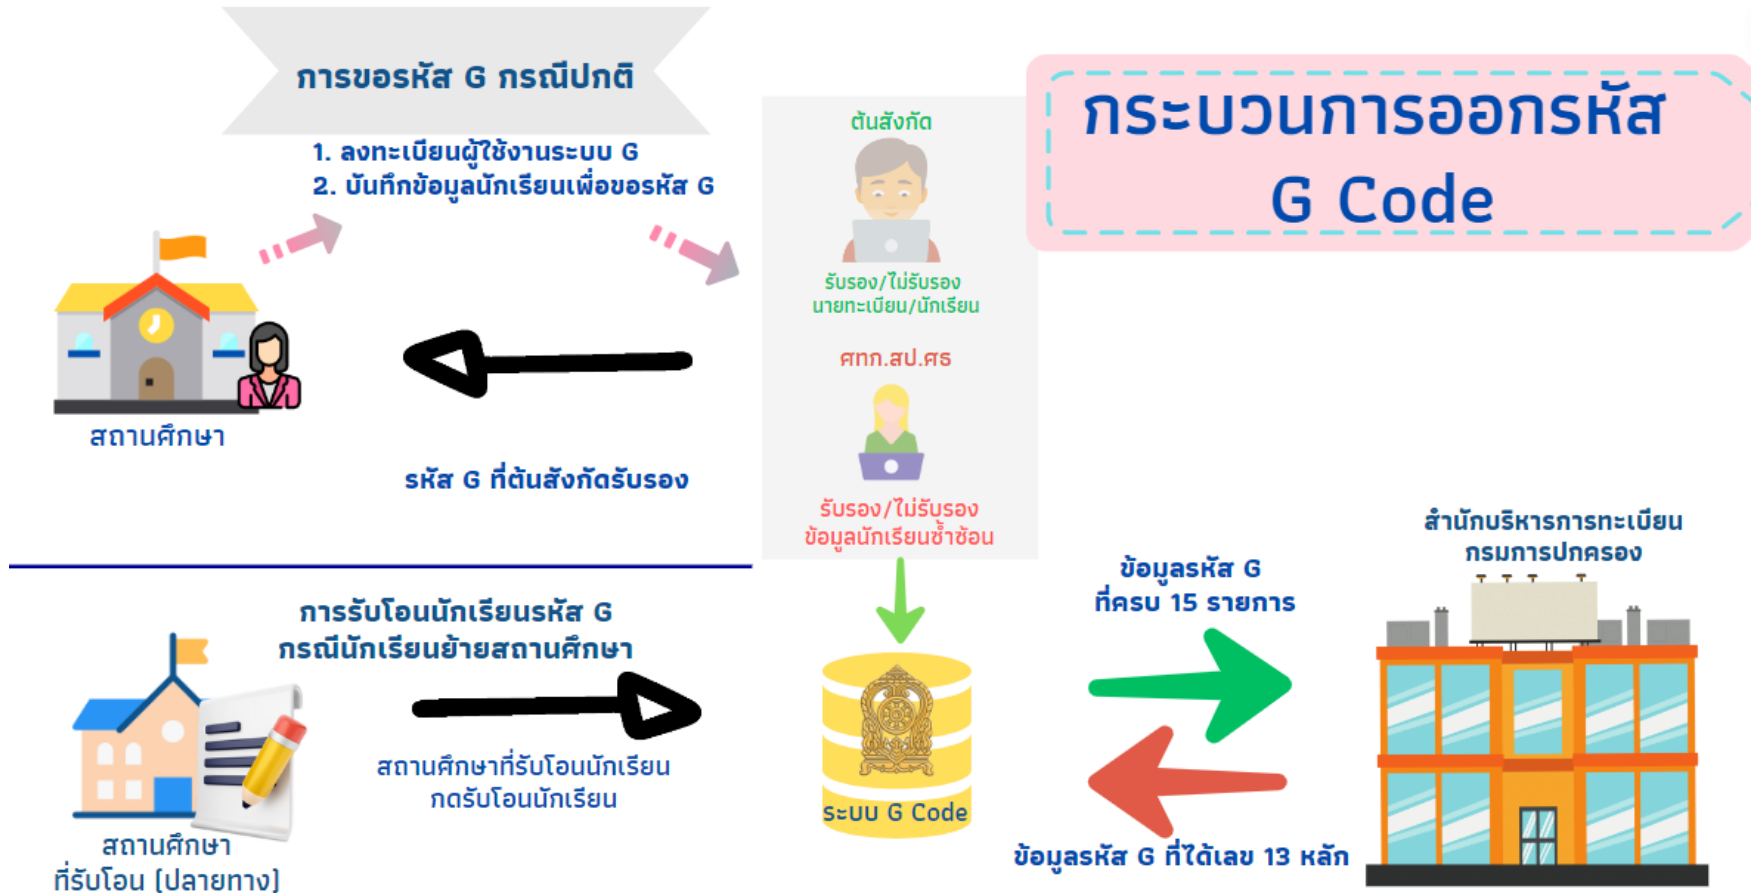 การขอรหัส G กรณีปกติ
1. ลงทะเบียนผู้ใช้งานระบบ G
2. บันทึกข้อมูลนักเรียนเพื่อขอรหัส G
กระบวนการออกรหัส
G Code
ต้นสังกัด
รับรอง/ไม่รับรอง
นายทะเบียน/นักเรียน
ศทก.สป.ศธ
รับรอง/ไม่รับรอง
ข้อมูลนักเรียนซ้ำซ้อน
สถานศึกษา
รหัส G ที่ต้นสังกัดรับรอง
การรับโอนนักเรียนรหัส G
กรณีนักเรียนย้ายสถานศึกษา
สถานศึกษาที่รับโอนนักเรียน
กดรับโอนนักเรียน
สถานศึกษา
ที่รับโอน (ปลายทาง)
ระบบ G Code
ข้อมูลรหัส G
ที่ครบ 15 รายการ
ข้อมูลรหัส G ที่ได้เลข 13 หลัก
สำนักบริหารการทะเบียน
กรมการปกครอง